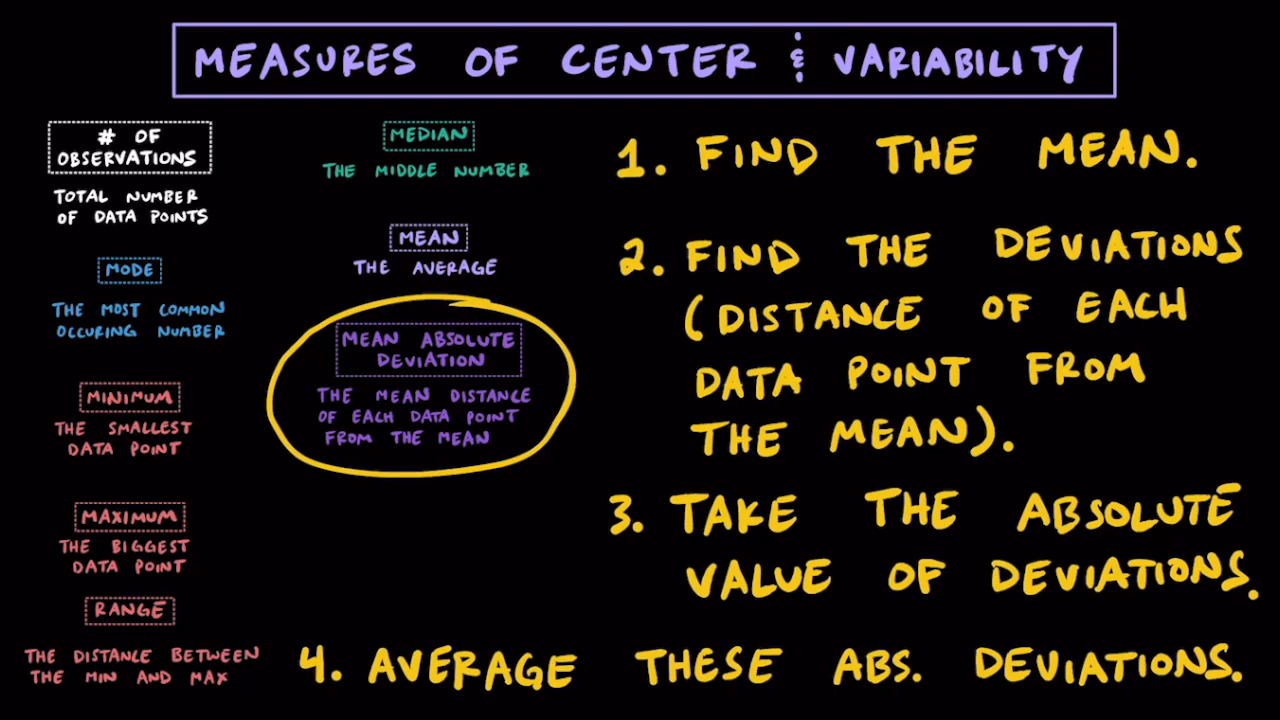 MEASURES OF CENTER & VARIABILITY
# OF
OBSERVATIONS
TOTAL NUMBER
OF DATA POINTS
MODE
THE MOST COMMON
OCCURING NUMBER
MINIMUM
THE SMALLEST
DATA POINT
MAXIMUM
THE BIGGEST
DATA POINT
RANGE
THE DISTANCE BETWEEN
THE MIN AND MAX
MEDIAN
THE MIDDLE NUMBER
MEAN
THE AVERAGE
MEAN ABSOLUTE
DEVIATION
THE MEAN DISTANCE
OF EACH DATA POINT
FROM THE MEAN
1. FIND THE MEAN.
2. FIND THE DEVIATIONS
(DISTANCE OF EACH
DATA POINT FROM
THE MEAN).
3. TAKE THE ABSOLUTE
VALUE OF DEVIATIONS.
4. AVERAGE THESE ABS. DEVIATIONS.